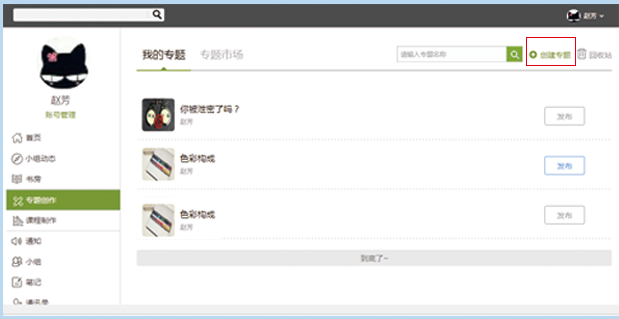 赵芳
我的专题
专题市场
请输入专题名称
创建专题
回收站
赵芳
账号管理
首页
小组动态
书房
专题创作
课程制作
通知
小组
笔记
通讯录
你被泄密了吗？
赵芳
发布
色彩构成
赵芳
发布
色彩构成
赵芳
发布
到底了~